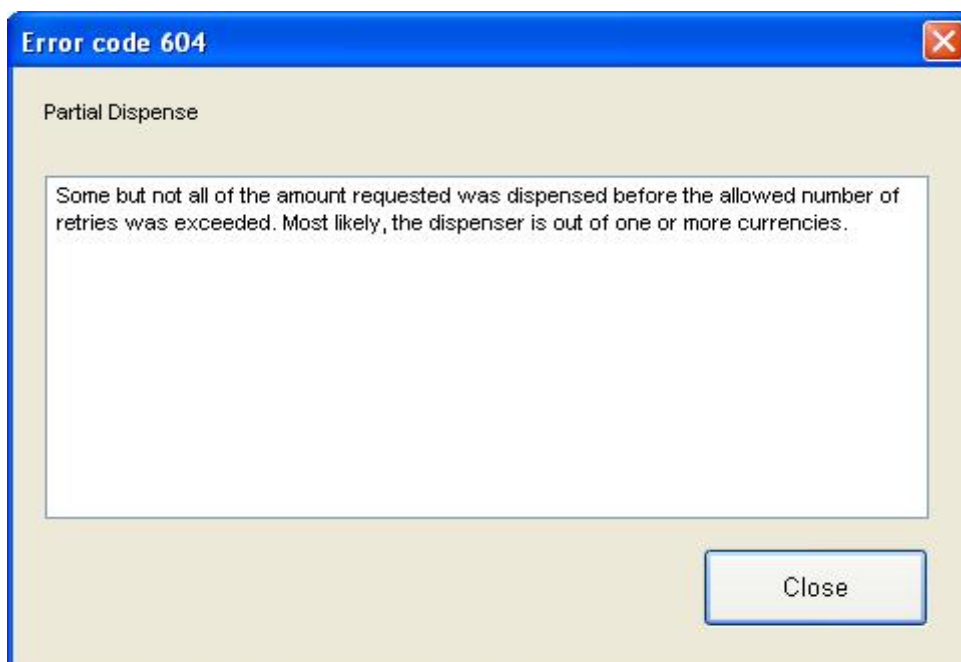 Error code 604
Partial Dispense
Some but not all of the amount requested was dispensed before the allowed number of
retries was exceeded. Most likely, the dispenser is out of one or more currencies.
Close